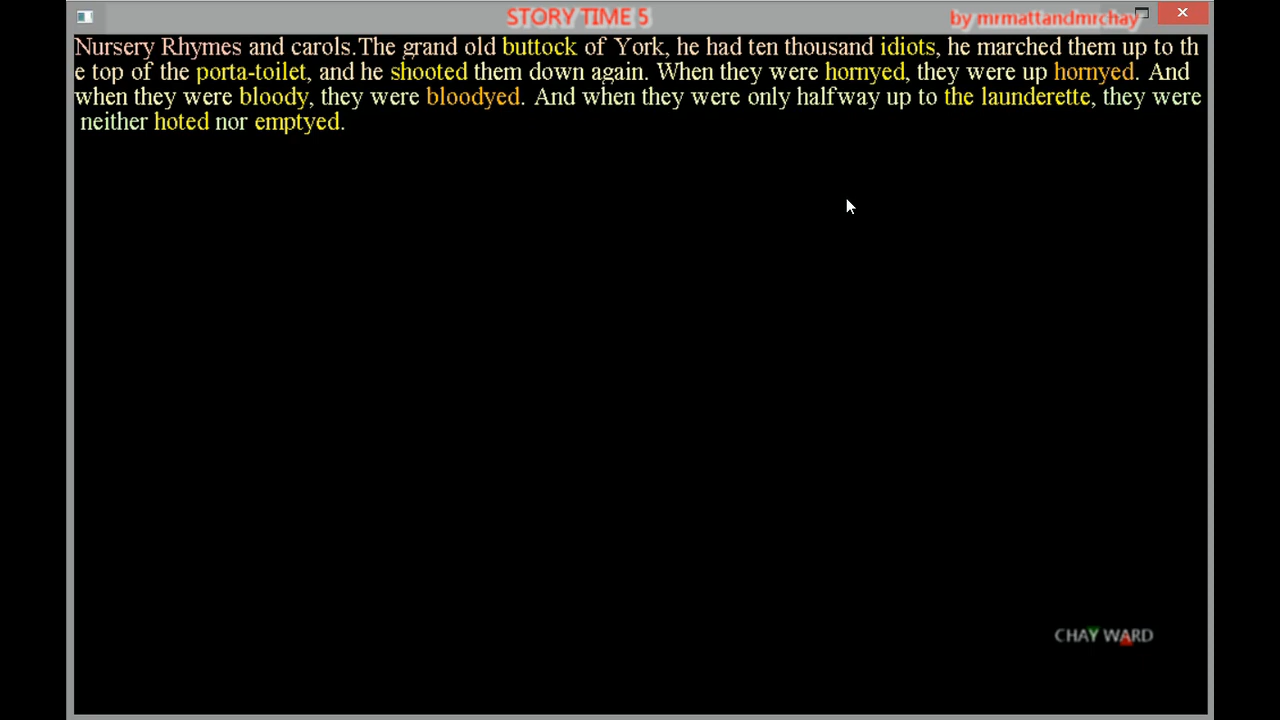 STORY TIME 5
by mrmattandmrchay
Nursery Rhymes and carols.The grand old buttock of York, he had ten thousand idiots, he marched them up to th
e top of the porta-toilet, and he shooted them down again. When they were hornyed, they were up hornyed. And
when they were bloody, they were bloodyed. And when they were only halfway up to the launderette, they were
neither hoted nor emptyed.
CHAY WARD